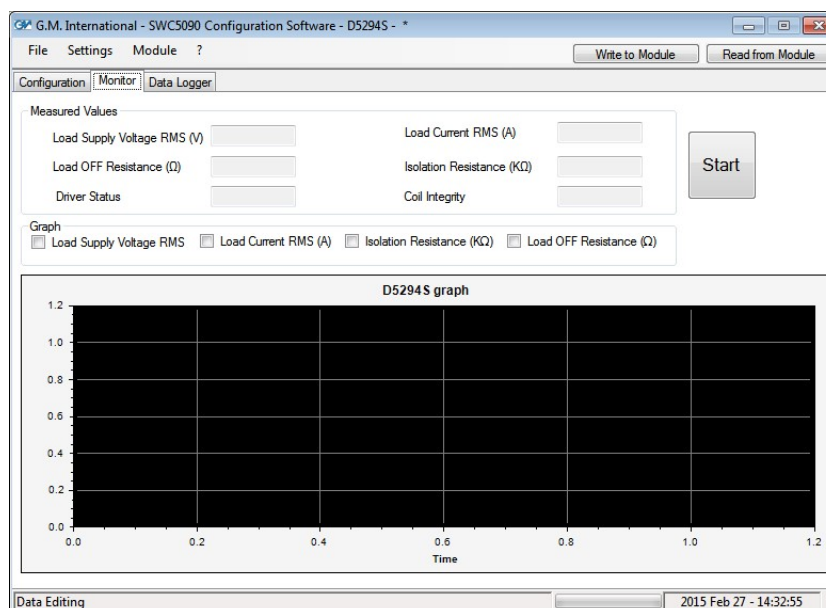 G.M. International - SWC5090 Configuration Software - D5294S - *
File Settings Module ? Write to Module Read from Module
Configuration Monitor Data Logger
Measured Values
Load Supply Voltage RMS (V) Load Current RMS (A)
Load OFF Resistance (Ω) Isolation Resistance (KΩ)
Driver Status Coil Integrity
Start
Graph
Load Supply Voltage RMS Load Current RMS (A) Isolation Resistance (KΩ) Load OFF Resistance (Ω)
D5294S graph
1.2
1.0
0.8
0.6
0.4
0.2
0.0
0.0 0.2 0.4 0.6 0.8 1.0 1.2
Time
Data Editing 2015 Feb 27 - 14:32:55